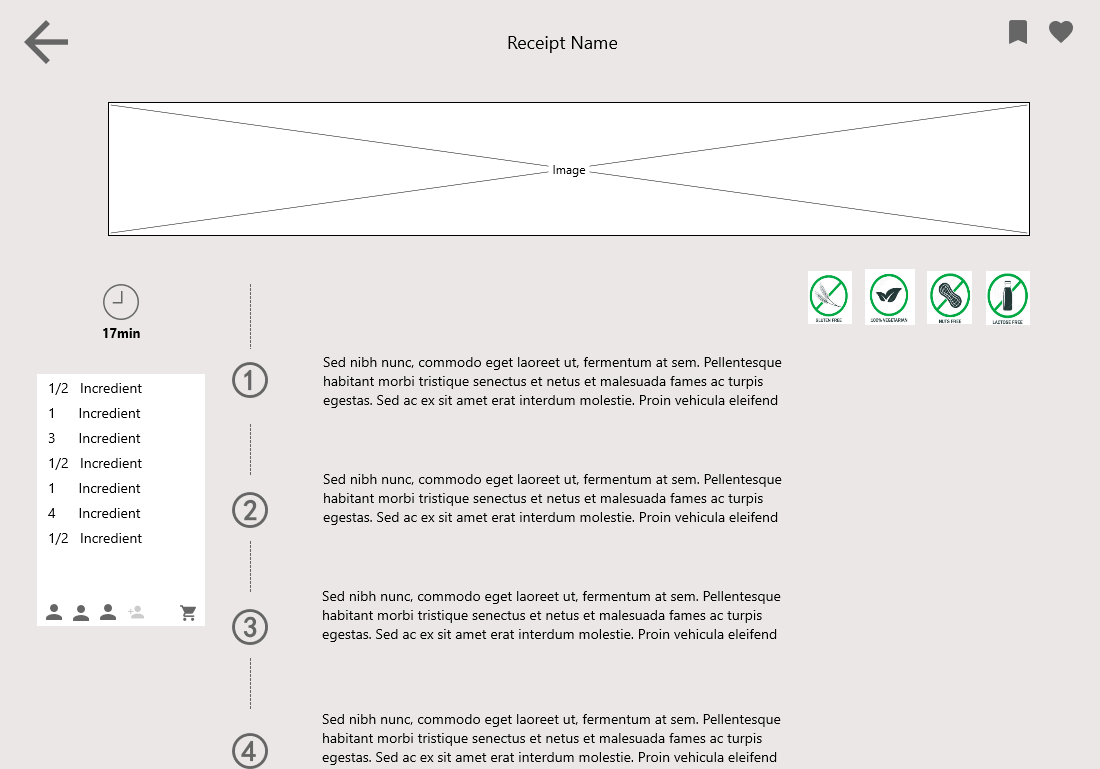 Receipt Name
Image
17min
GLUTEN FREE
100% VEGETARIAN
NUTS FREE
LACTOSE FREE
1/2 Incredient
1 Incredient
3 Incredient
1/2 Incredient
1 Incredient
4 Incredient
1/2 Incredient
1
Sed nibh nunc, commodo eget laoreet ut, fermentum at sem. Pellentesque
habitant morbi tristique senectus et netus et malesuada fames ac turpis
egestas. Sed ac ex sit amet erat interdum molestie. Proin vehicula eleifend
2
Sed nibh nunc, commodo eget laoreet ut, fermentum at sem. Pellentesque
habitant morbi tristique senectus et netus et malesuada fames ac turpis
egestas. Sed ac ex sit amet erat interdum molestie. Proin vehicula eleifend
3
Sed nibh nunc, commodo eget laoreet ut, fermentum at sem. Pellentesque
habitant morbi tristique senectus et netus et malesuada fames ac turpis
egestas. Sed ac ex sit amet erat interdum molestie. Proin vehicula eleifend
4
Sed nibh nunc, commodo eget laoreet ut, fermentum at sem. Pellentesque
habitant morbi tristique senectus et netus et malesuada fames ac turpis
egestas. Sed ac ex sit amet erat interdum molestie. Proin vehicula eleifend